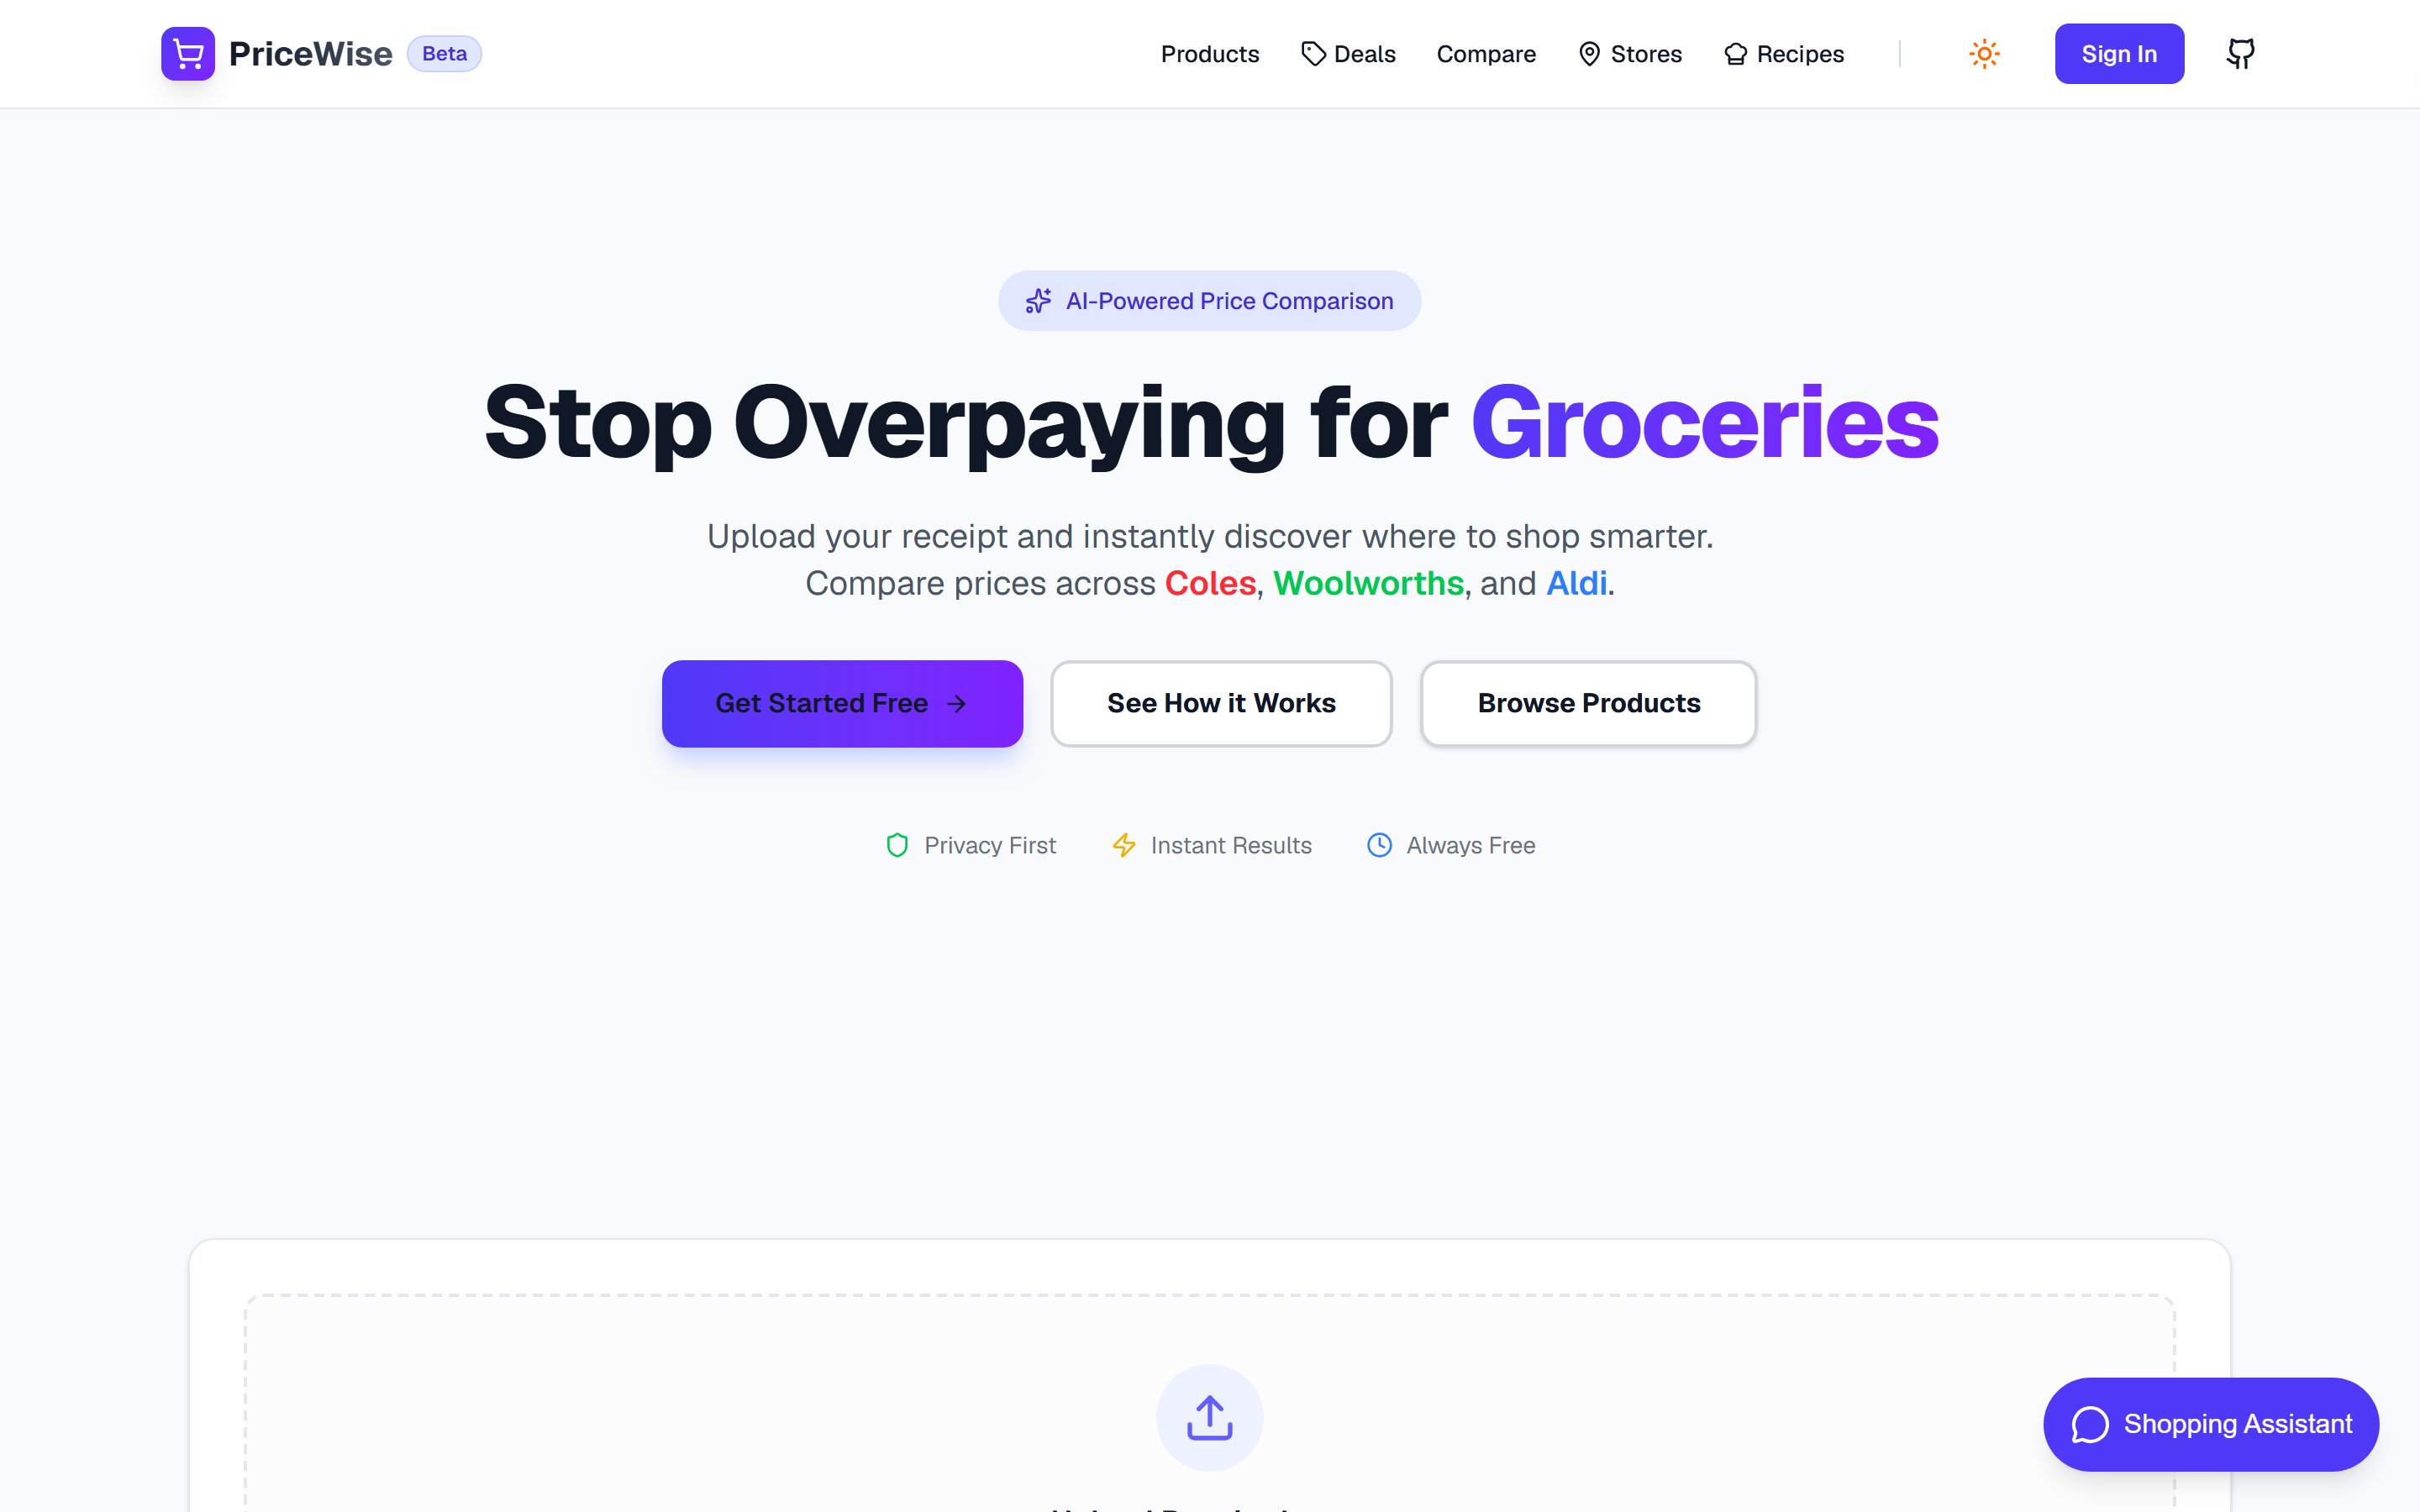 PriceWise Beta Products Deals Compare Stores Recipes Sign In
AI-Powered Price Comparison
Stop Overpaying for Groceries
Upload your receipt and instantly discover where to shop smarter.
Compare prices across Coles, Woolworths, and Aldi.
Get Started Free → See How it Works Browse Products
Privacy First Instant Results Always Free
Shopping Assistant